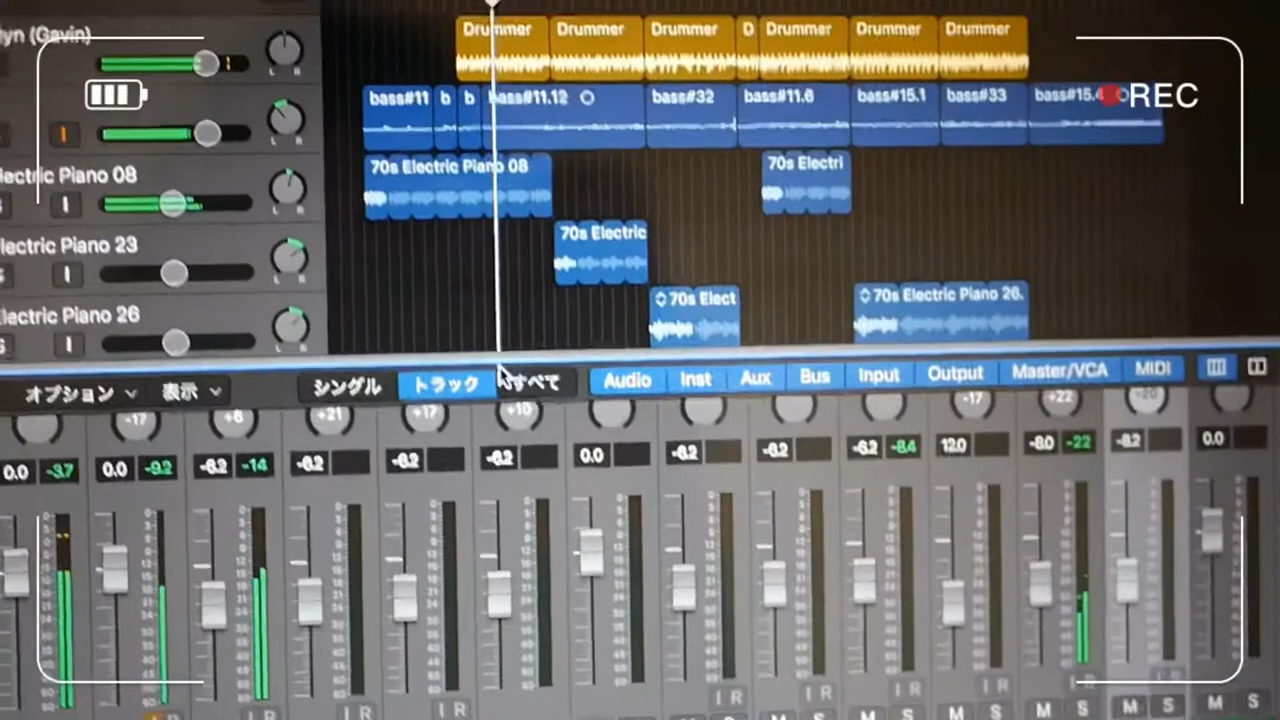 yn (Gavin)
Drummer Drummer Drummer D Drummer Drummer Drummer
L R
bass#11 b b bass#11.12 bass#32 bass#11.6 bass#15.1 bass#33 bass#15.4
REC
I
L R
lectric Piano 08
70s Electric Piano 08
70s Electri
I
L R
lectric Piano 23
70s Electric
I
L R
lectric Piano 26
70s Elect
70s Electric Piano 26.
S I
L R
オプション 表示 シングル トラック すべて Audio Inst Aux Bus Input Output Master/VCA MIDI
-17 +6 +21 +17 +10 -17 +22 -20
0.0 -3.7 0.0 -9.2 -6.2 -14 -6.2 -6.2 -6.2 0.0 -6.2 -6.2 -6.2 -8.4 12.0 -8.0 -22 -8.2 0.0
I R I R I R I R I R I R I R
M S M S M S M S M S M S